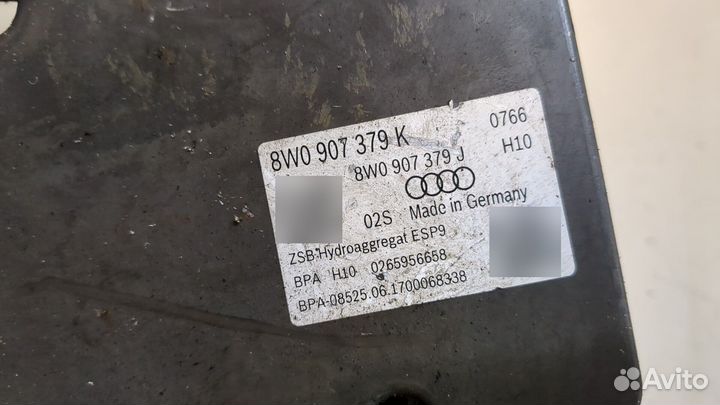 8W0 907 379 K
0766
8W0 907 379 J
H10
02S Made in Germany
ZSB:Hydroaggregat ESP9
BPA H10 0265956658
BPA-08525.06.1700068338
Avito